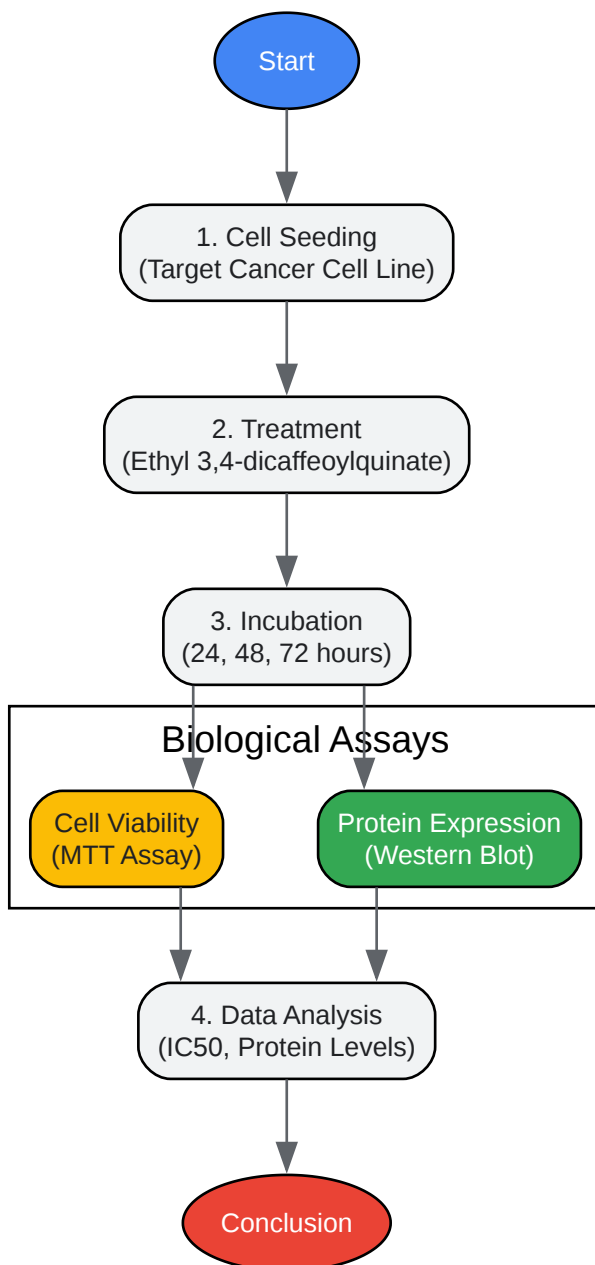 Start
1. Cell Seeding
(Target Cancer Cell Line)
2. Treatment
(Ethyl 3,4-dicaffeoylquinate)
3. Incubation
(24, 48, 72 hours)
Biological Assays
Cell Viability
(MTT Assay)
Protein Expression
(Western Blot)
4. Data Analysis
(IC50, Protein Levels)
Conclusion